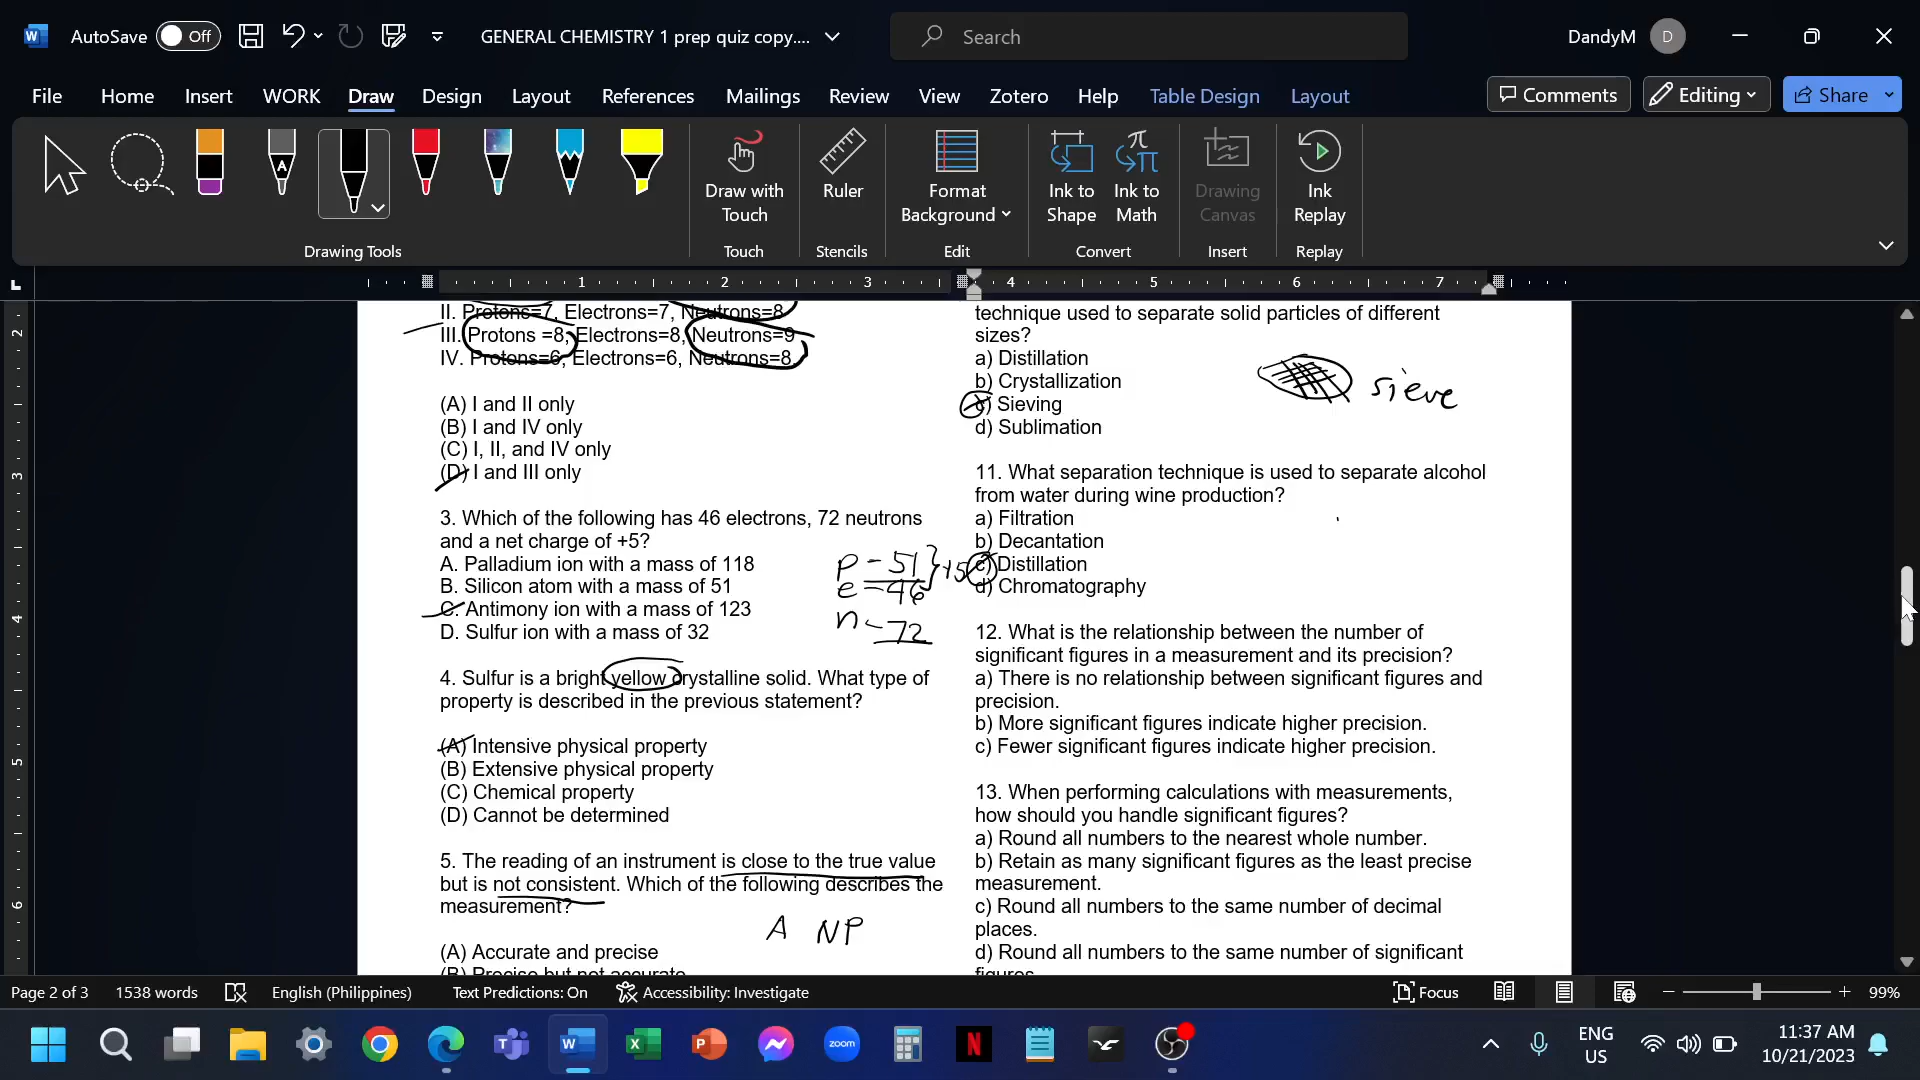 AutoSave Off
GENERAL CHEMISTRY 1 prep quiz copy....
Search
DandyM D
File Home Insert WORK Draw Design Layout References Mailings Review View Zotero Help Table Design Layout
Comments Editing Share
Draw with Touch
Ruler
Format Background
Ink to Shape
Ink to Math
Drawing Canvas
Ink Replay
Drawing Tools Touch Stencils Edit Convert Insert Replay
1 2 3 4 5 6 7
II. Protons=7, Electrons=7, Neutrons=8
III. Protons =8, Electrons=8, Neutrons=9
IV. Protons=6, Electrons=6, Neutrons=8
(A) I and II only
(B) I and IV only
(C) I, II, and IV only
(D) I and III only
3. Which of the following has 46 electrons, 72 neutrons
and a net charge of +5?
A. Palladium ion with a mass of 118
B. Silicon atom with a mass of 51
C. Antimony ion with a mass of 123
D. Sulfur ion with a mass of 32
p - 51
e = 46
+5
n - 72
4. Sulfur is a bright yellow crystalline solid. What type of
property is described in the previous statement?
(A) Intensive physical property
(B) Extensive physical property
(C) Chemical property
(D) Cannot be determined
5. The reading of an instrument is close to the true value
but is not consistent. Which of the following describes the
measurement?
A NP
(A) Accurate and precise
(B) Precise but not accurate
technique used to separate solid particles of different
sizes?
a) Distillation
b) Crystallization
c) Sieving
d) Sublimation
sieve
11. What separation technique is used to separate alcohol
from water during wine production?
a) Filtration
b) Decantation
c) Distillation
d) Chromatography
12. What is the relationship between the number of
significant figures in a measurement and its precision?
a) There is no relationship between significant figures and
precision.
b) More significant figures indicate higher precision.
c) Fewer significant figures indicate higher precision.
13. When performing calculations with measurements,
how should you handle significant figures?
a) Round all numbers to the nearest whole number.
b) Retain as many significant figures as the least precise
measurement.
c) Round all numbers to the same number of decimal
places.
d) Round all numbers to the same number of significant
figures.
Page 2 of 3 1538 words English (Philippines) Text Predictions: On Accessibility: Investigate Focus 99%
zoom
ENG
US
11:37 AM
10/21/2023